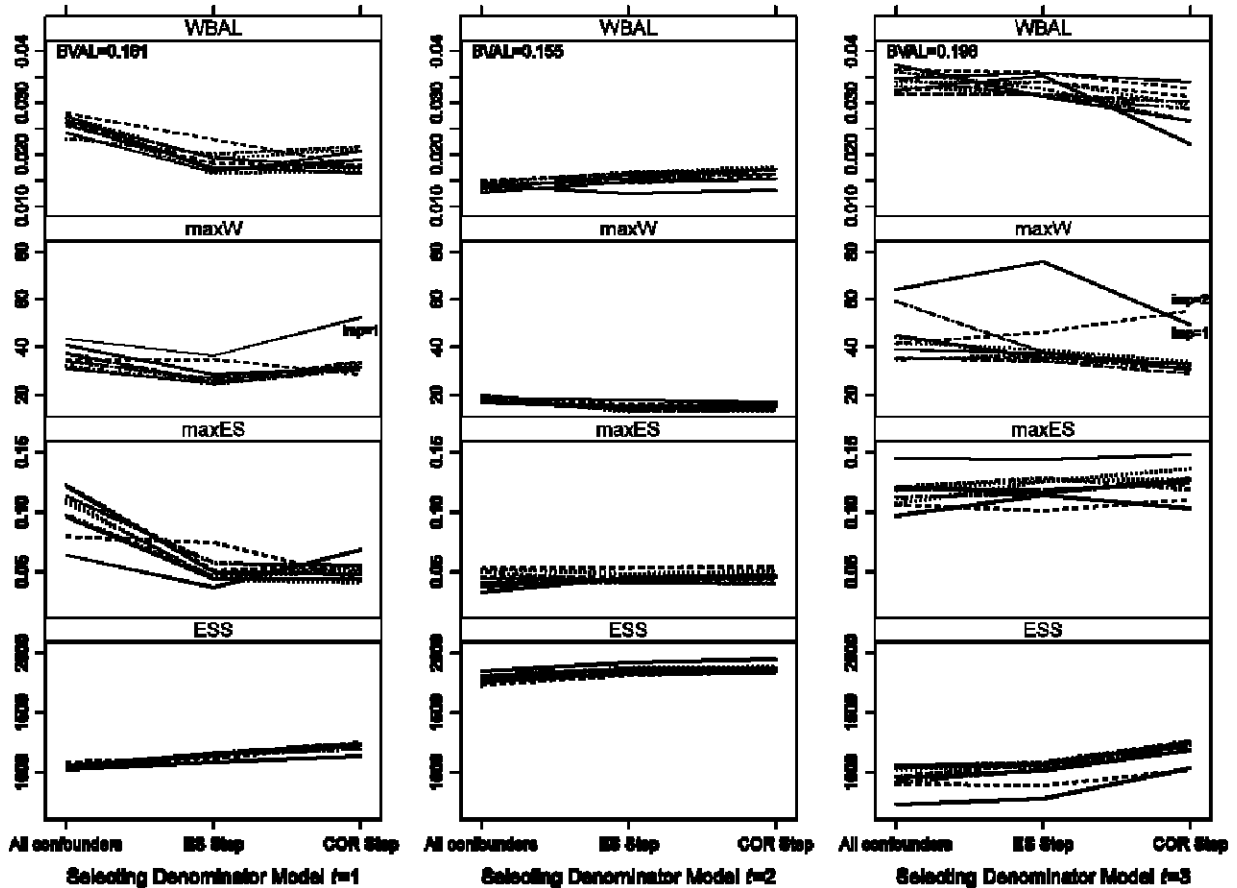 WBAL WBAL WBAL
BVAL=0.161 BVAL=0.155 BVAL=0.196
0.04 0.04 0.04
0.030 0.030 0.030
0.020 0.020 0.020
0.010 0.010 0.010
maxW maxW maxW
80 80 80
60 60 60 imp=2
imp=1 imp=1
40 40 40
20 20 20
maxES maxES maxES
0.15 0.15 0.15
0.10 0.10 0.10
0.05 0.05 0.05
ESS ESS ESS
2000 2000 2000
1500 1500 1500
1000 1000 1000
All confounders ES Step COR Step All confounders ES Step COR Step All confounders ES Step COR Step
Selecting Denominator Model t=1 Selecting Denominator Model t=2 Selecting Denominator Model t=3